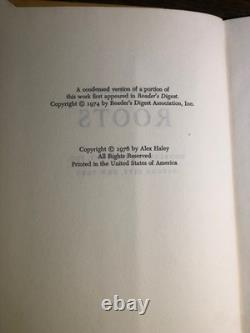 A condensed version of a portion of
this work first appeared in Reader's Digest.
Copyright © 1974 by Reader's Digest Association, Inc.
ROOTS
Copyright © 1976 by Alex Haley
All Rights Reserved
Printed in the United States of America